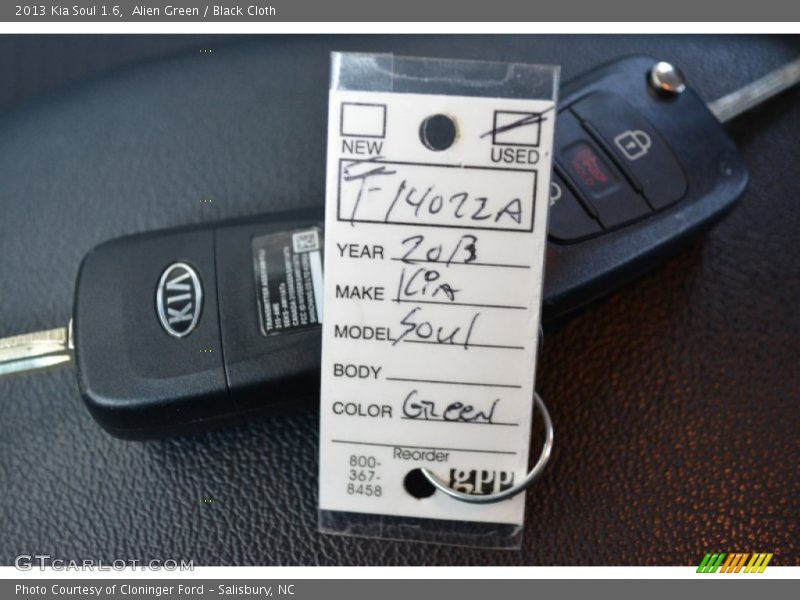 2013 Kia Soul 1.6,  Alien Green / Black Cloth
NEW
USED
T-14022A
YEAR 2013
MAKE Kia
MODEL Soul
BODY
COLOR Green
Reorder
800-
367-
8458
gpp
KIA
GTCARLOT.COM
Photo Courtesy of Cloninger Ford - Salisbury, NC